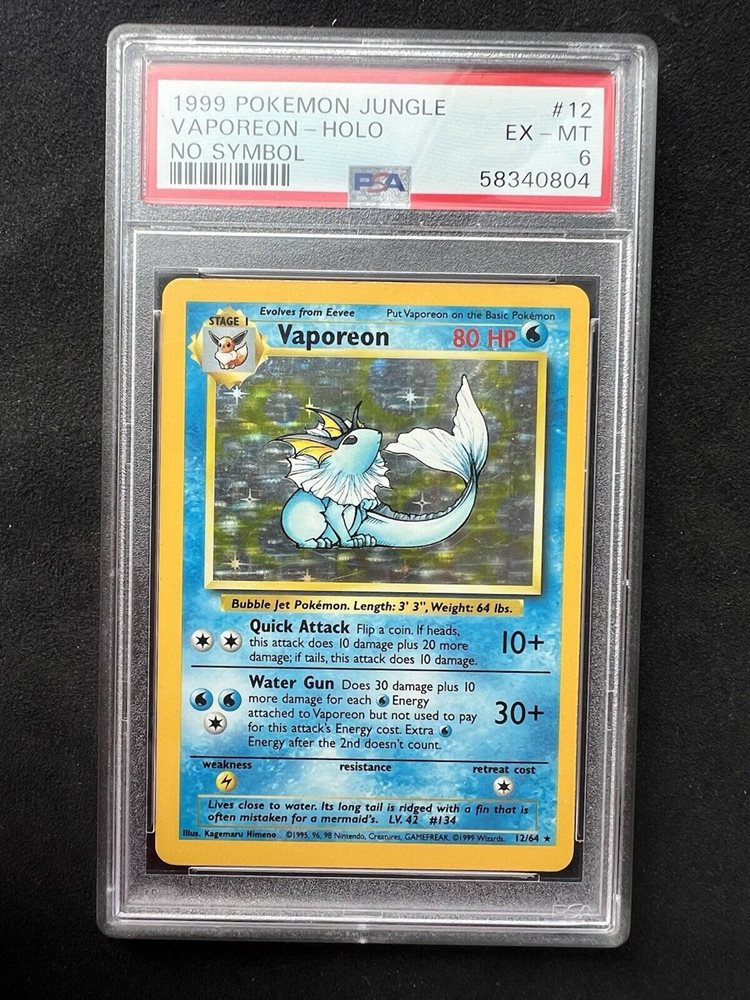 1999 POKEMON JUNGLE #12
VAPOREON - HOLO EX - MT
NO SYMBOL 6
PSA 58340804
Evolves from Eevee Put Vaporeon on the Basic Pokémon
STAGE 1
Vaporeon 80 HP
Bubble Jet Pokémon. Length: 3' 3", Weight: 64 lbs.
Quick Attack Flip a coin. If heads,
this attack does 10 damage plus 20 more
damage; if tails, this attack does 10 damage.
10+
Water Gun Does 30 damage plus 10
more damage for each Energy
attached to Vaporeon but not used to pay
for this attack's Energy cost. Extra
Energy after the 2nd doesn't count.
30+
weakness resistance retreat cost
Lives close to water. Its long tail is ridged with a fin that is
often mistaken for a mermaid's. LV. 42 #134
Illus. Kagemaru Himeno ©1995, 96, 98 Nintendo, Creatures, GAMEFREAK. ©1999 Wizards. 12/64 ★